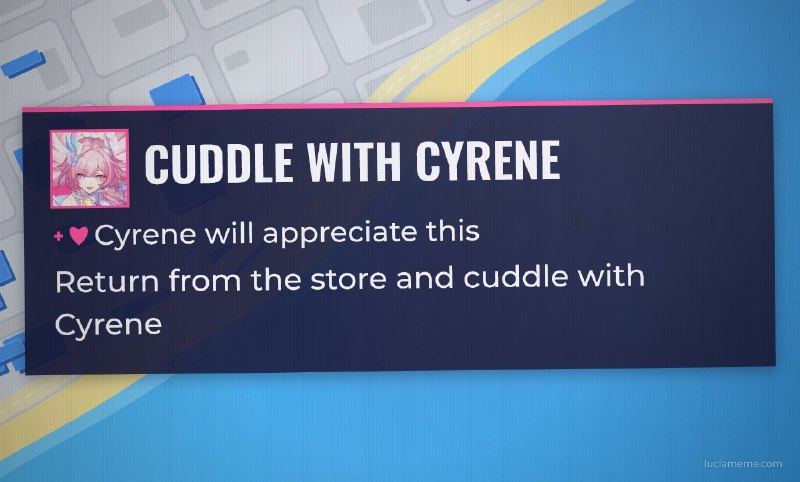 CUDDLE WITH CYRENE
+ ♥ Cyrene will appreciate this
Return from the store and cuddle with
Cyrene
luciameme.com